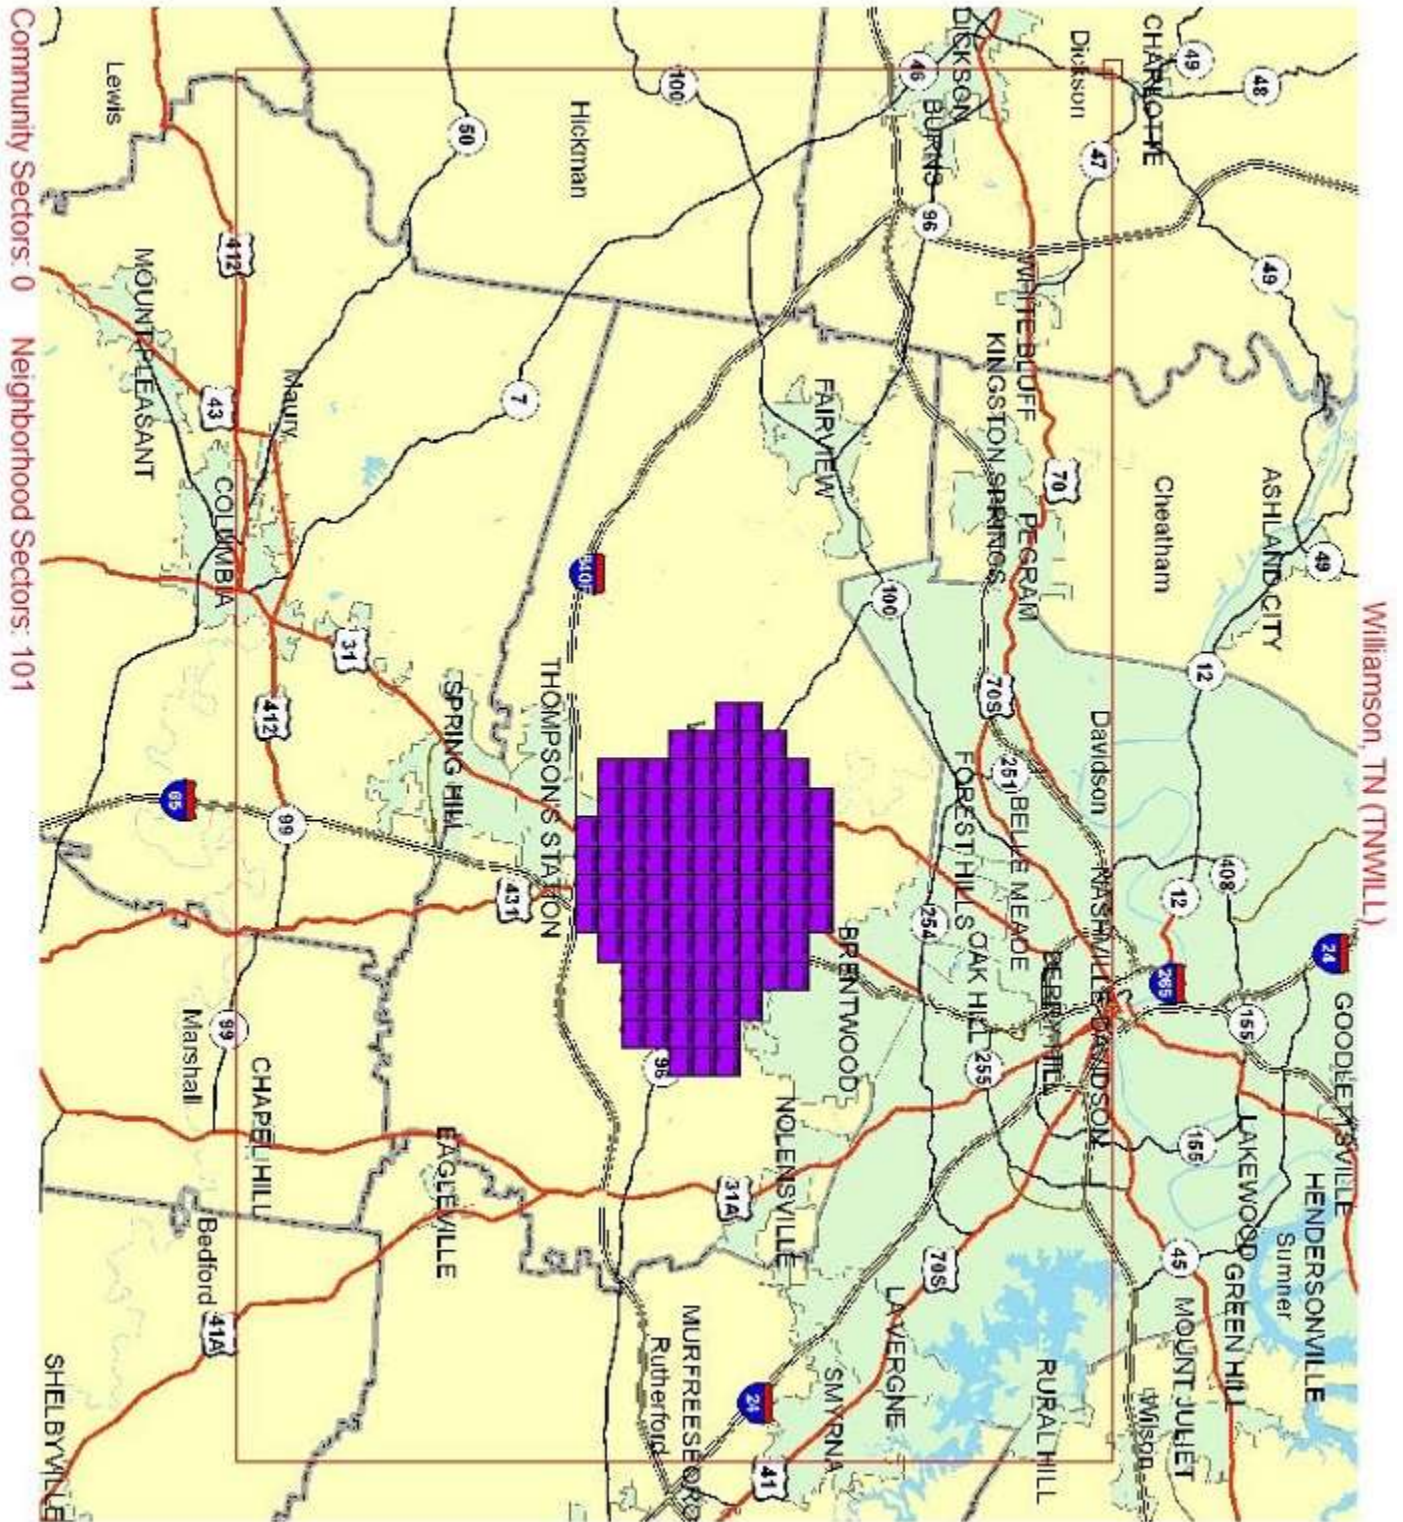 Williamson, TN (TNWILL)
GOODLETTSVILLE
24
HENDERSONVILLE
49
Sumner
49
48
ASHLAND CITY
155
LAKEWOOD
GREEN HILL
408
12
49
12
155
45
MOUNT JULIET
265
CHARLOTTE
Cheatham
Wilson
47
Davidson
NASHVILLE-DAVIDSON
Dickson
70
BERRY HILL
RURAL HILL
WHITE BLUFF
PEGRAM
BELLE MEADE
251
KINGSTON SPRINGS
70S
OAK HILL
255
DICKSON
FOREST HILLS
BURNS
96
254
70S
46
100
LA VERGNE
BRENTWOOD
FAIRVIEW
SMYRNA
NOLENSVILLE
41
24
31A
100
MURFREESBORO
96
Rutherford
Hickman
THOMPSON'S STATION
7
431
50
SPRING HILL
EAGLEVILLE
31
Maury
99
412
CHAPEL HILL
412
99
43
COLUMBIA
41A
Bedford
Marshall
65
MOUNT PLEASANT
Lewis
SHELBYVILLE
Community Sectors: 0 Neighborhood Sectors: 101